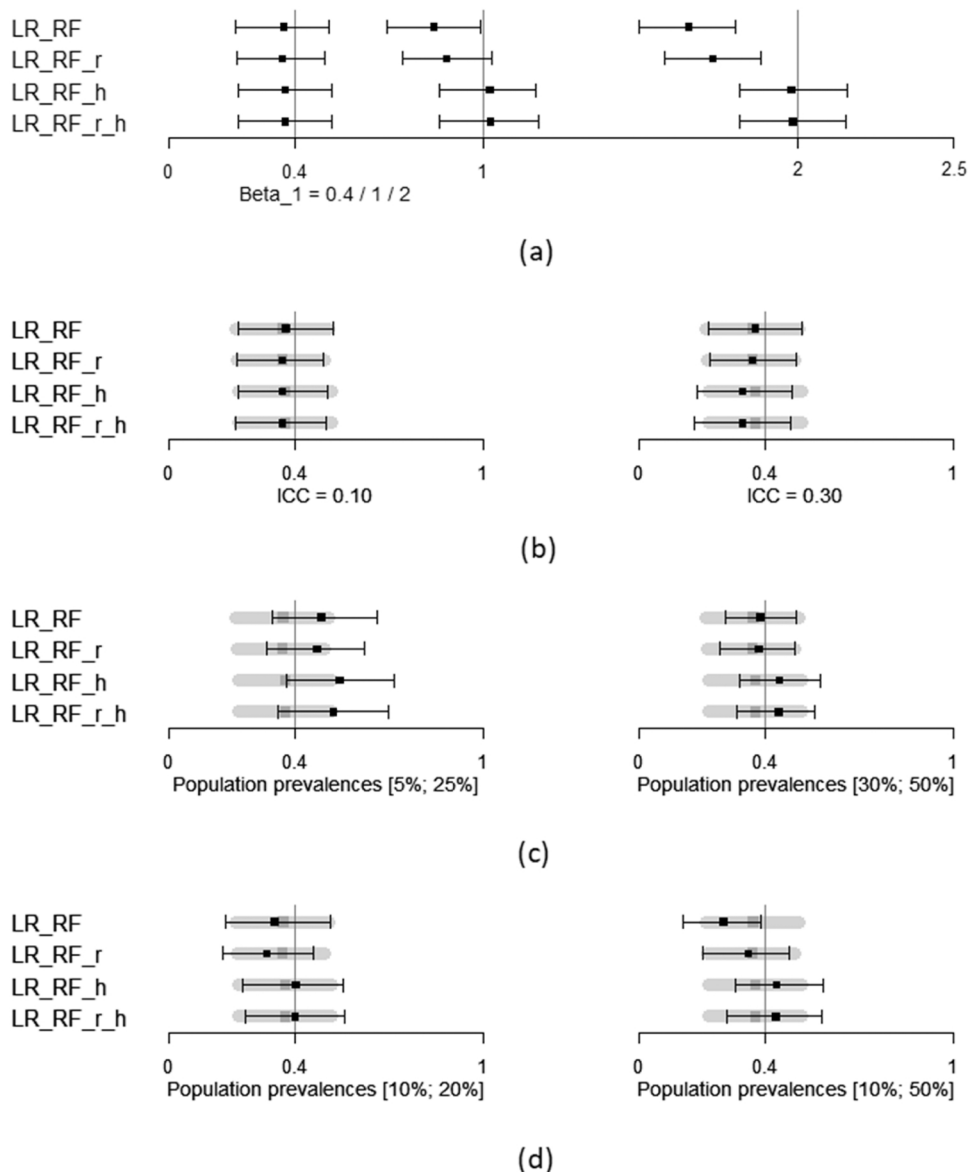 LR_RF
LR_RF_r
LR_RF_h
LR_RF_r_h
0 0.4 1 2 2.5
Beta_1 = 0.4 / 1 / 2
(a)
LR_RF
LR_RF_r
LR_RF_h
LR_RF_r_h
0 0.4 1 0 0.4 1
ICC = 0.10 ICC = 0.30
(b)
LR_RF
LR_RF_r
LR_RF_h
LR_RF_r_h
0 0.4 1 0 0.4 1
Population prevalences [5%; 25%] Population prevalences [30%; 50%]
(c)
LR_RF
LR_RF_r
LR_RF_h
LR_RF_r_h
0 0.4 1 0 0.4 1
Population prevalences [10%; 20%] Population prevalences [10%; 50%]
(d)